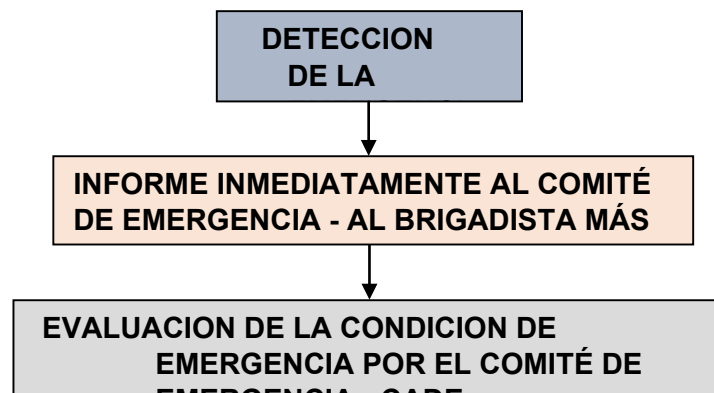 DETECCION
DE LA
INFORME INMEDIATAMENTE AL COMITÉ
DE EMERGENCIA - AL BRIGADISTA MÁS
EVALUACION DE LA CONDICION DE
EMERGENCIA POR EL COMITÉ DE